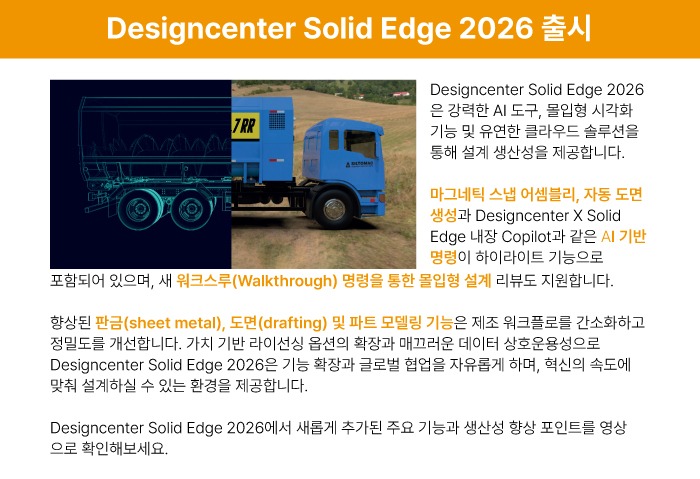 Designcenter Solid Edge 2026 출시
7 RR
Designcenter Solid Edge 2026
은 강력한 AI 도구, 몰입형 시각화
기능 및 유연한 클라우드 솔루션을
통해 설계 생산성을 제공합니다.
마그네틱 스냅 어셈블리, 자동 도면
생성과 Designcenter X Solid
Edge 내장 Copilot과 같은 AI 기반
명령이 하이라이트 기능으로
포함되어 있으며, 새 워크스루(Walkthrough) 명령을 통한 몰입형 설계 리뷰도 지원합니다.
향상된 판금(sheet metal), 도면(drafting) 및 파트 모델링 기능은 제조 워크플로를 간소화하고
정밀도를 개선합니다. 가치 기반 라이선싱 옵션의 확장과 매끄러운 데이터 상호운용성으로
Designcenter Solid Edge 2026은 기능 확장과 글로벌 협업을 자유롭게 하며, 혁신의 속도에
맞춰 설계하실 수 있는 환경을 제공합니다.
Designcenter Solid Edge 2026에서 새롭게 추가된 주요 기능과 생산성 향상 포인트를 영상
으로 확인해보세요.